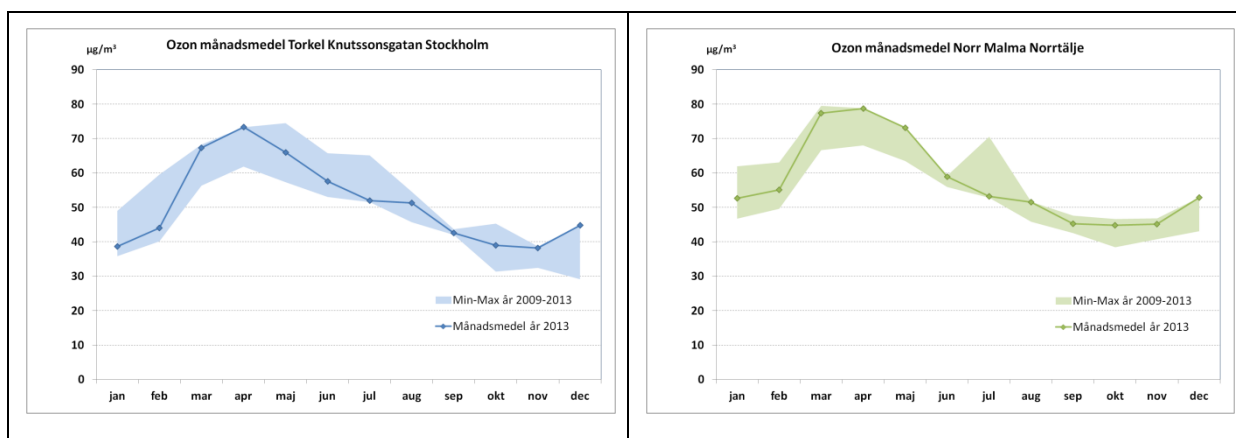 Ozon månadsmedel Torkel Knutssonsgatan Stockholm
µg/m³
90
80
70
60
50
40
30
20
10
0
jan feb mar apr maj jun jul aug sep okt nov dec
Min-Max år 2009-2013
Månadsmedel år 2013
Ozon månadsmedel Norr Malma Norrtälje
µg/m³
90
80
70
60
50
40
30
20
10
0
jan feb mar apr maj jun jul aug sep okt nov dec
Min-Max år 2009-2013
Månadsmedel år 2013